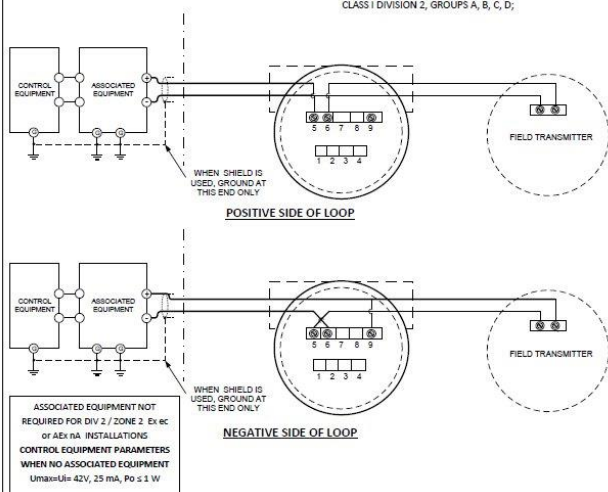 CLASS I DIVISION 2, GROUPS A, B, C, D;
CONTROL
EQUIPMENT
ASSOCIATED
EQUIPMENT
+
-
G
G
G
5 6 7 8 9
1 2 3 4
FIELD TRANSMITTER
WHEN SHIELD IS
USED, GROUND AT
THIS END ONLY
POSITIVE SIDE OF LOOP
CONTROL
EQUIPMENT
ASSOCIATED
EQUIPMENT
+
-
G
G
G
5 6 7 8 9
1 2 3 4
FIELD TRANSMITTER
WHEN SHIELD IS
USED, GROUND AT
THIS END ONLY
NEGATIVE SIDE OF LOOP
ASSOCIATED EQUIPMENT NOT
REQUIRED FOR DIV 2 / ZONE 2 Ex ec
or AEx nA INSTALLATIONS
CONTROL EQUIPMENT PARAMETERS
WHEN NO ASSOCIATED EQUIPMENT
Umax=Ui= 42V, 25 mA, Po ≤ 1 W